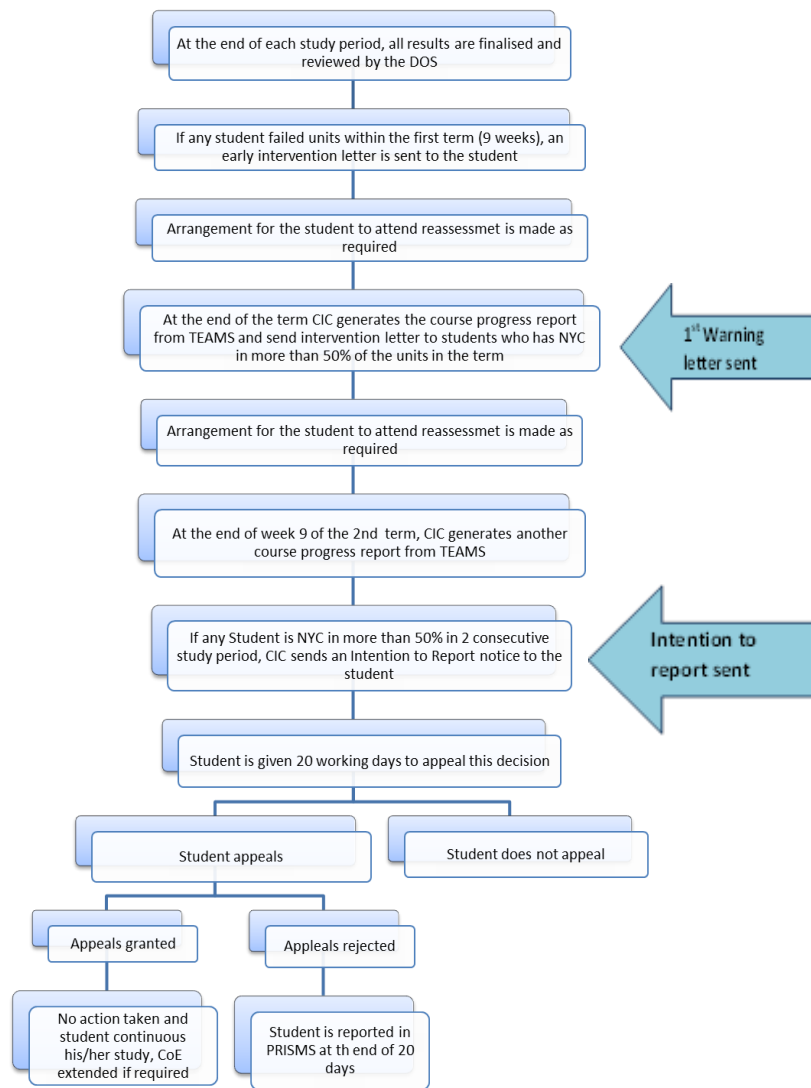 At the end of each study period, all results are finalised and
reviewed by the DOS
If any student failed units within the first term (9 weeks), an
early intervention letter is sent to the student
Arrangement for the student to attend reassessmet is made as
required
At the end of the term CIC generates the course progress report
from TEAMS and send intervention letter to students who has NYC
in more than 50% of the units in the term
1st Warning
letter sent
Arrangement for the student to attend reassessmet is made as
required
At the end of week 9 of the 2nd term, CIC generates another
course progress report from TEAMS
If any Student is NYC in more than 50% in 2 consecutive
study period, CIC sends an Intention to Report notice to the
student
Intention to
report sent
Student is given 20 working days to appeal this decision
Student appeals
Student does not appeal
Appeals granted
Appleals rejected
No action taken and
student continuous
his/her study, CoE
extended if required
Student is reported in
PRISMS at th end of 20
days